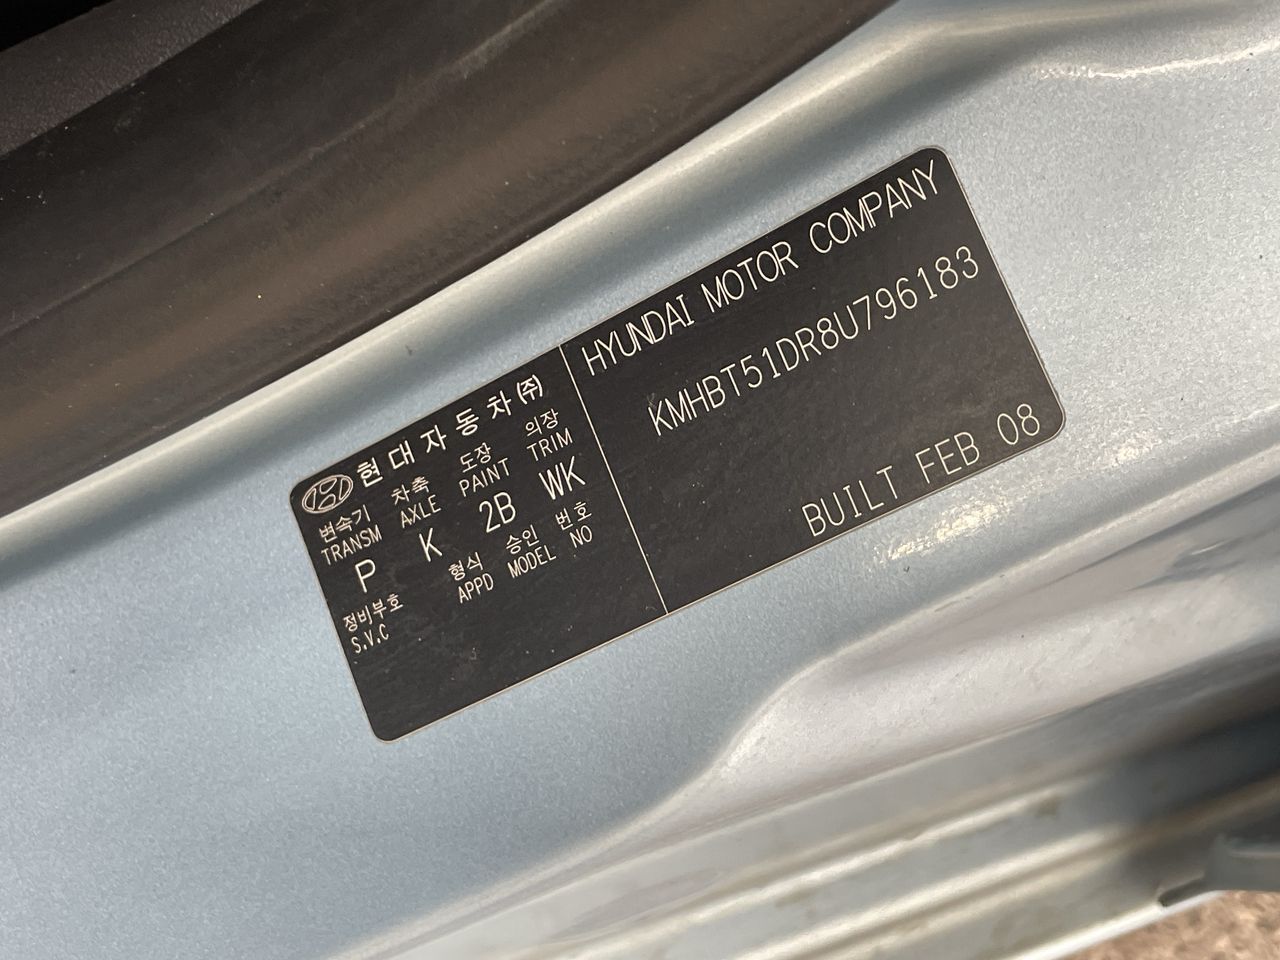 현대자동차㈜
변속기 차축 도장 의장
TRANSM AXLE PAINT TRIM
P K 2B WK
정비부호 형식 승인 번호
S.V.C APPD MODEL NO
HYUNDAI MOTOR COMPANY
KMHBT51DR8U796183
BUILT FEB 08